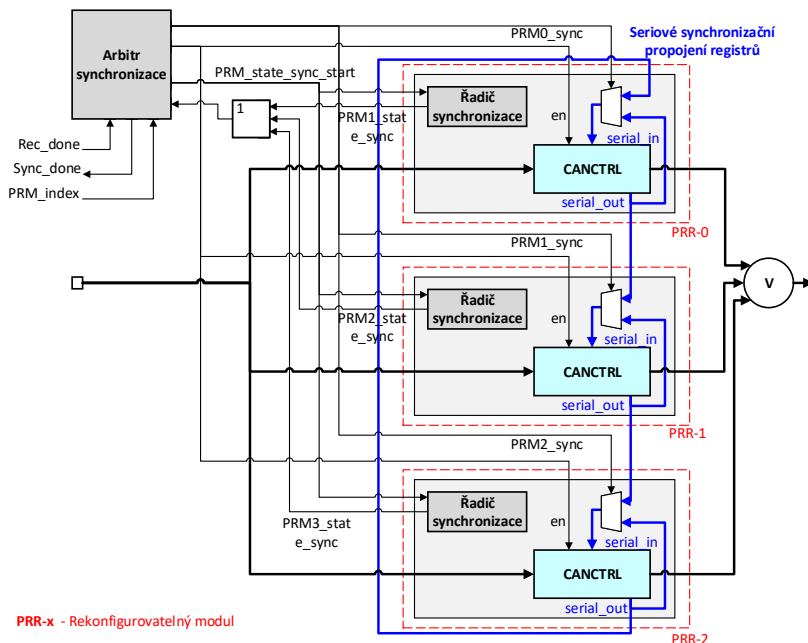 Arbitr
synchronizace
PRM0_sync
Seriové synchronizační
propojení registrů
PRM_state_sync_start
1
Řadič
synchronizace
PRM1_stat
e_sync
en
serial_in
Rec_done
Sync_done
PRM_index
CANCTRL
serial_out
PRR-0
PRM1_sync
V
Řadič
synchronizace
PRM2_stat
e_sync
en
serial_in
CANCTRL
serial_out
PRR-1
PRM2_sync
Řadič
synchronizace
PRM3_stat
e_sync
en
serial_in
CANCTRL
serial_out
PRR-x - Rekonfigurovatelný modul
PRR-2